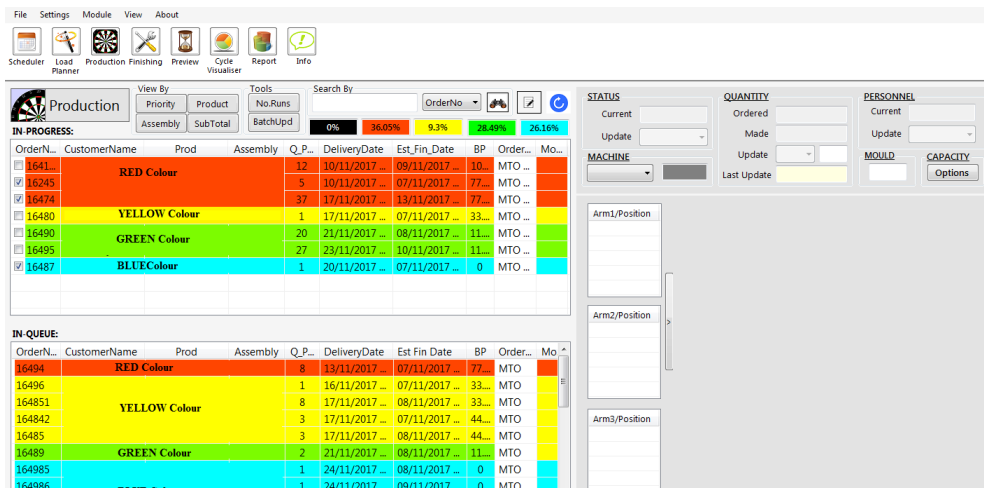 File Settings Module View About
Scheduler Load Planner Production Finishing Preview Cycle Visualiser Report Info
Production
View By
Priority Product
Assembly SubTotal
Tools
No.Runs
BatchUpd
Search By
OrderNo
0% 36.05% 9.3% 28.49% 26.16%
IN-PROGRESS:
OrderN... CustomerName Prod Assembly Q_P... DeliveryDate Est_Fin_Date BP Order... Mo...
1641... 12 10/11/2017 ... 09/11/2017 ... 10... MTO ...
RED Colour
16245 5 10/11/2017 ... 07/11/2017 ... 77.... MTO ...
16474 37 17/11/2017 ... 13/11/2017 ... 77.... MTO ...
16480 YELLOW Colour 1 17/11/2017 ... 07/11/2017 ... 33.... MTO ...
16490 20 21/11/2017 ... 08/11/2017 ... 11.... MTO ...
GREEN Colour
16495 27 23/11/2017 ... 10/11/2017 ... 11.... MTO ...
16487 BLUEColour 1 20/11/2017 ... 07/11/2017 ... 0 MTO ...
IN-QUEUE:
OrderN... CustomerName Prod Assembly Q_P... DeliveryDate Est Fin Date BP Order... Mo
16494 RED Colour 8 13/11/2017 ... 07/11/2017 ... 77.... MTO
16496 1 16/11/2017 ... 07/11/2017 ... 33.... MTO
164851 8 17/11/2017 ... 08/11/2017 ... 33.... MTO
YELLOW Colour
164842 3 17/11/2017 ... 07/11/2017 ... 44.... MTO
16485 3 17/11/2017 ... 08/11/2017 ... 44.... MTO
16489 GREEN Colour 2 21/11/2017 ... 08/11/2017 ... 11.... MTO
164985 1 24/11/2017 ... 08/11/2017 ... 0 MTO
164986 1 24/11/2017 ... 09/11/2017 ... 0 MTO
STATUS
Current
Update
MACHINE
QUANTITY
Ordered
Made
Update
Last Update
PERSONNEL
Current
Update
MOULD
CAPACITY
Options
Arm1/Position
Arm2/Position
>
Arm3/Position